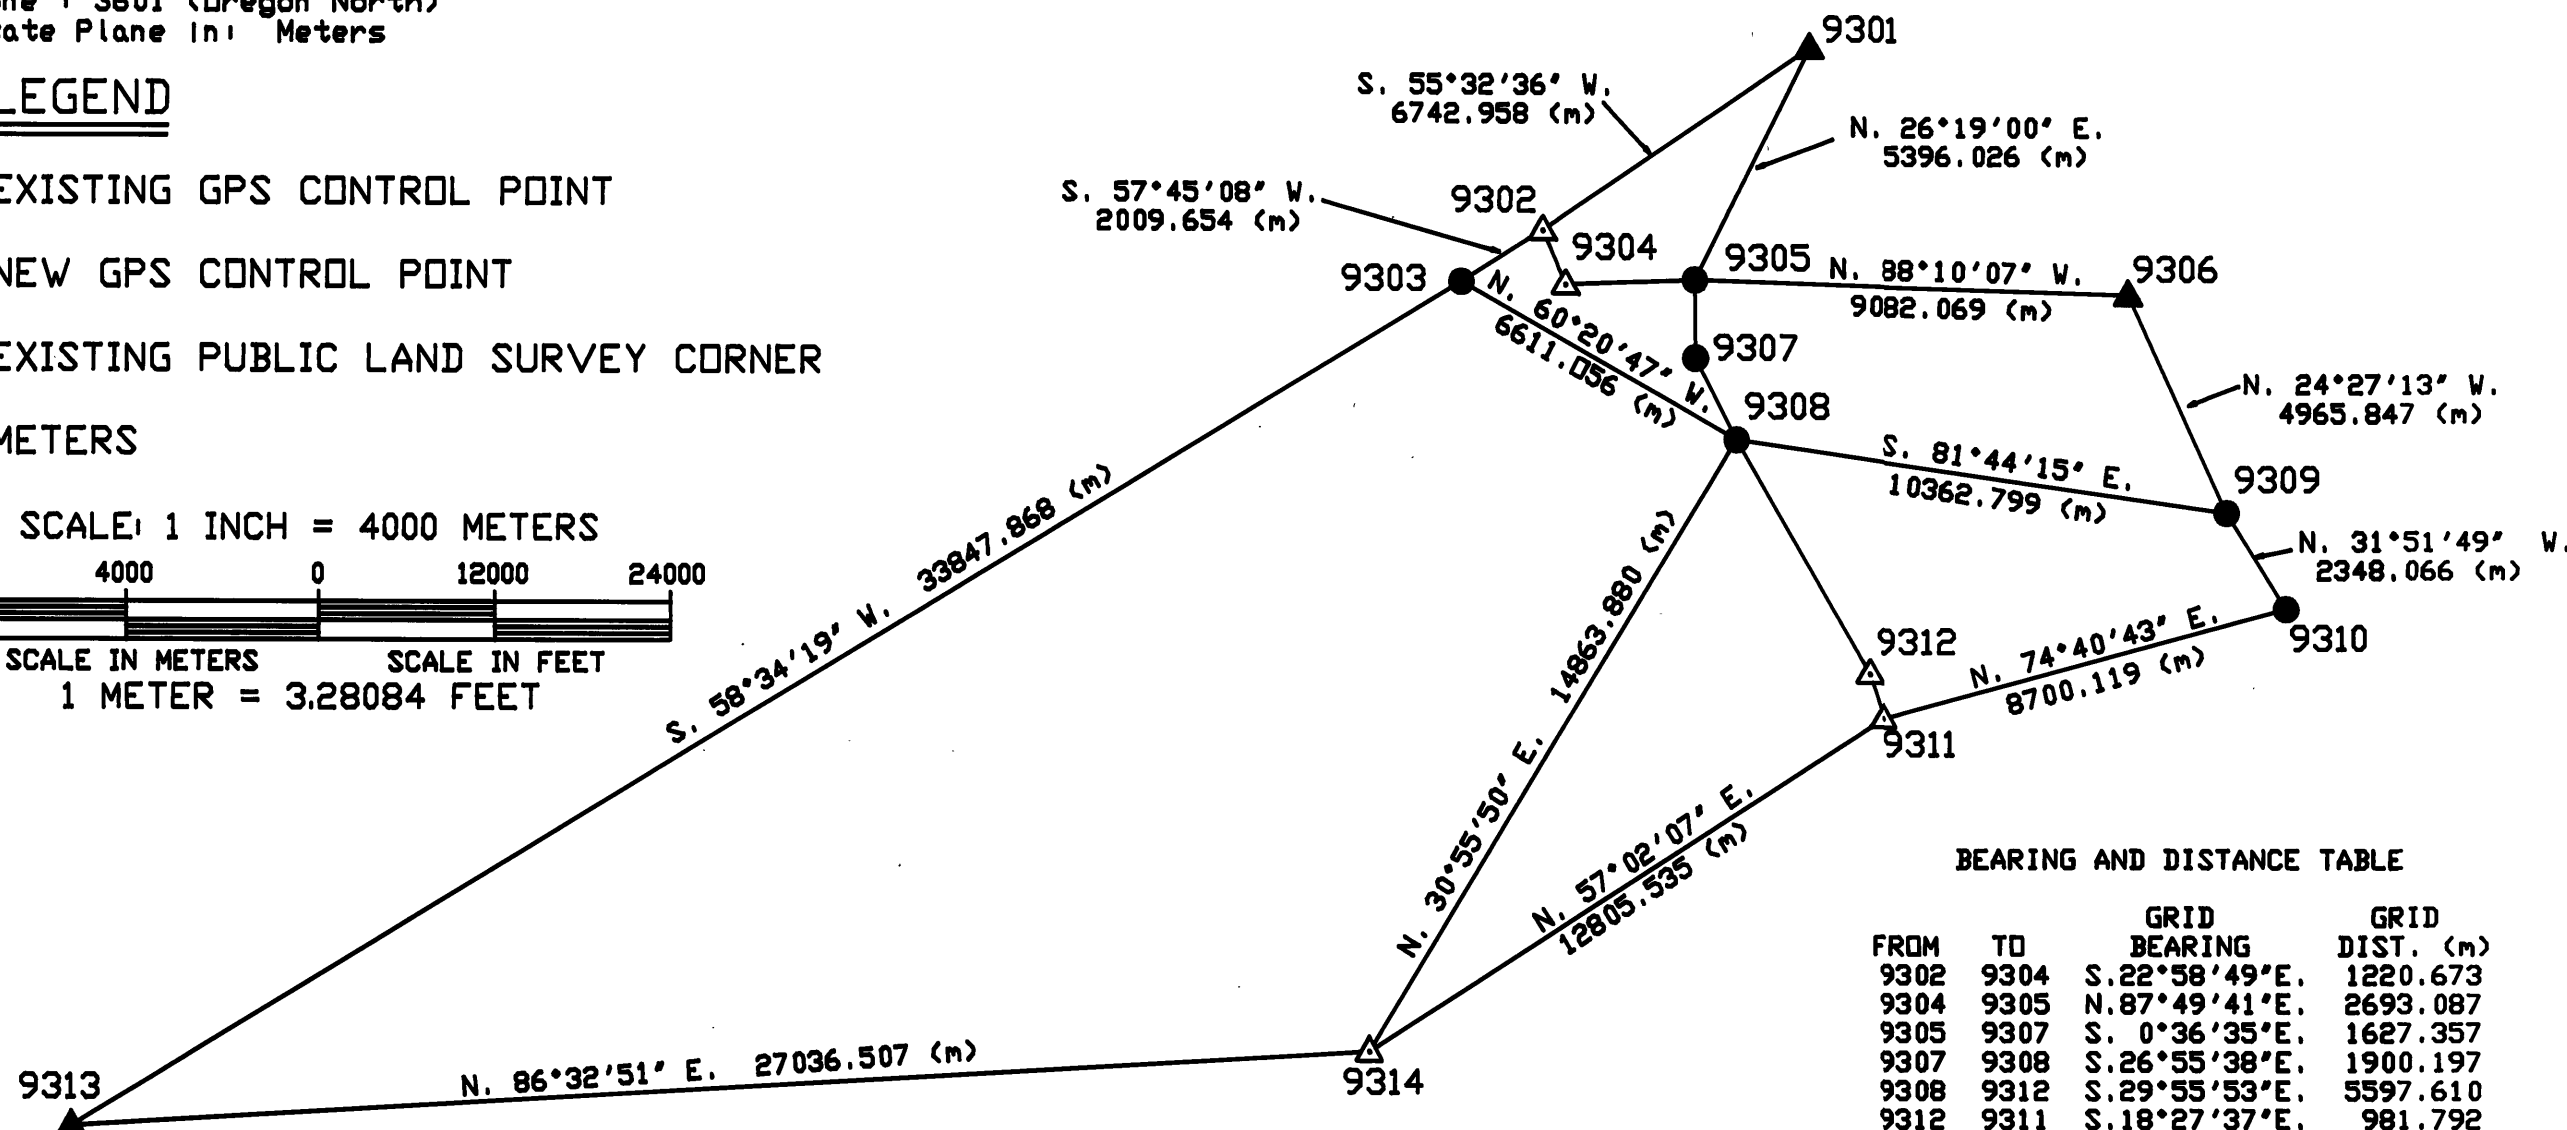 3601 (Oregon North)
ate Plane in: Meters
LEGEND
EXISTING GPS CONTROL POINT
NEW GPS CONTROL POINT
EXISTING PUBLIC LAND SURVEY CORNER
METERS
SCALE: 1 INCH = 4000 METERS
4000 0 12000 24000
SCALE IN METERS SCALE IN FEET
1 METER = 3.28084 FEET
9301
S. 55°32'36" W.
6742.958 (m)
N. 26°19'00" E.
5396.026 (m)
S. 57°45'08" W.
2009.654 (m)
9302
9304
9303
9305
N. 88°10'07" W.
9082.069 (m)
9306
N. 60°20'47" W.
6611.056 (m)
9307
9308
N. 24°27'13" W.
4965.847 (m)
S. 81°44'15" E.
10362.799 (m)
9309
N. 31°51'49" W.
2348.066 (m)
9310
S. 58°34'19" W. 33847.868 (m)
N. 30°55'50" E. 14863.880 (m)
9312
N. 74°40'43" E.
8700.119 (m)
9311
N. 57°02'07" E.
12805.535 (m)
9313
N. 86°32'51" E. 27036.507 (m)
9314
BEARING AND DISTANCE TABLE
GRID GRID
FROM TO BEARING DIST. (m)
9302 9304 S.22°58'49"E. 1220.673
9304 9305 N.87°49'41"E. 2693.087
9305 9307 S. 0°36'35"E. 1627.357
9307 9308 S.26°55'38"E. 1900.197
9308 9312 S.29°55'53"E. 5597.610
9312 9311 S.18°27'37"E. 981.792